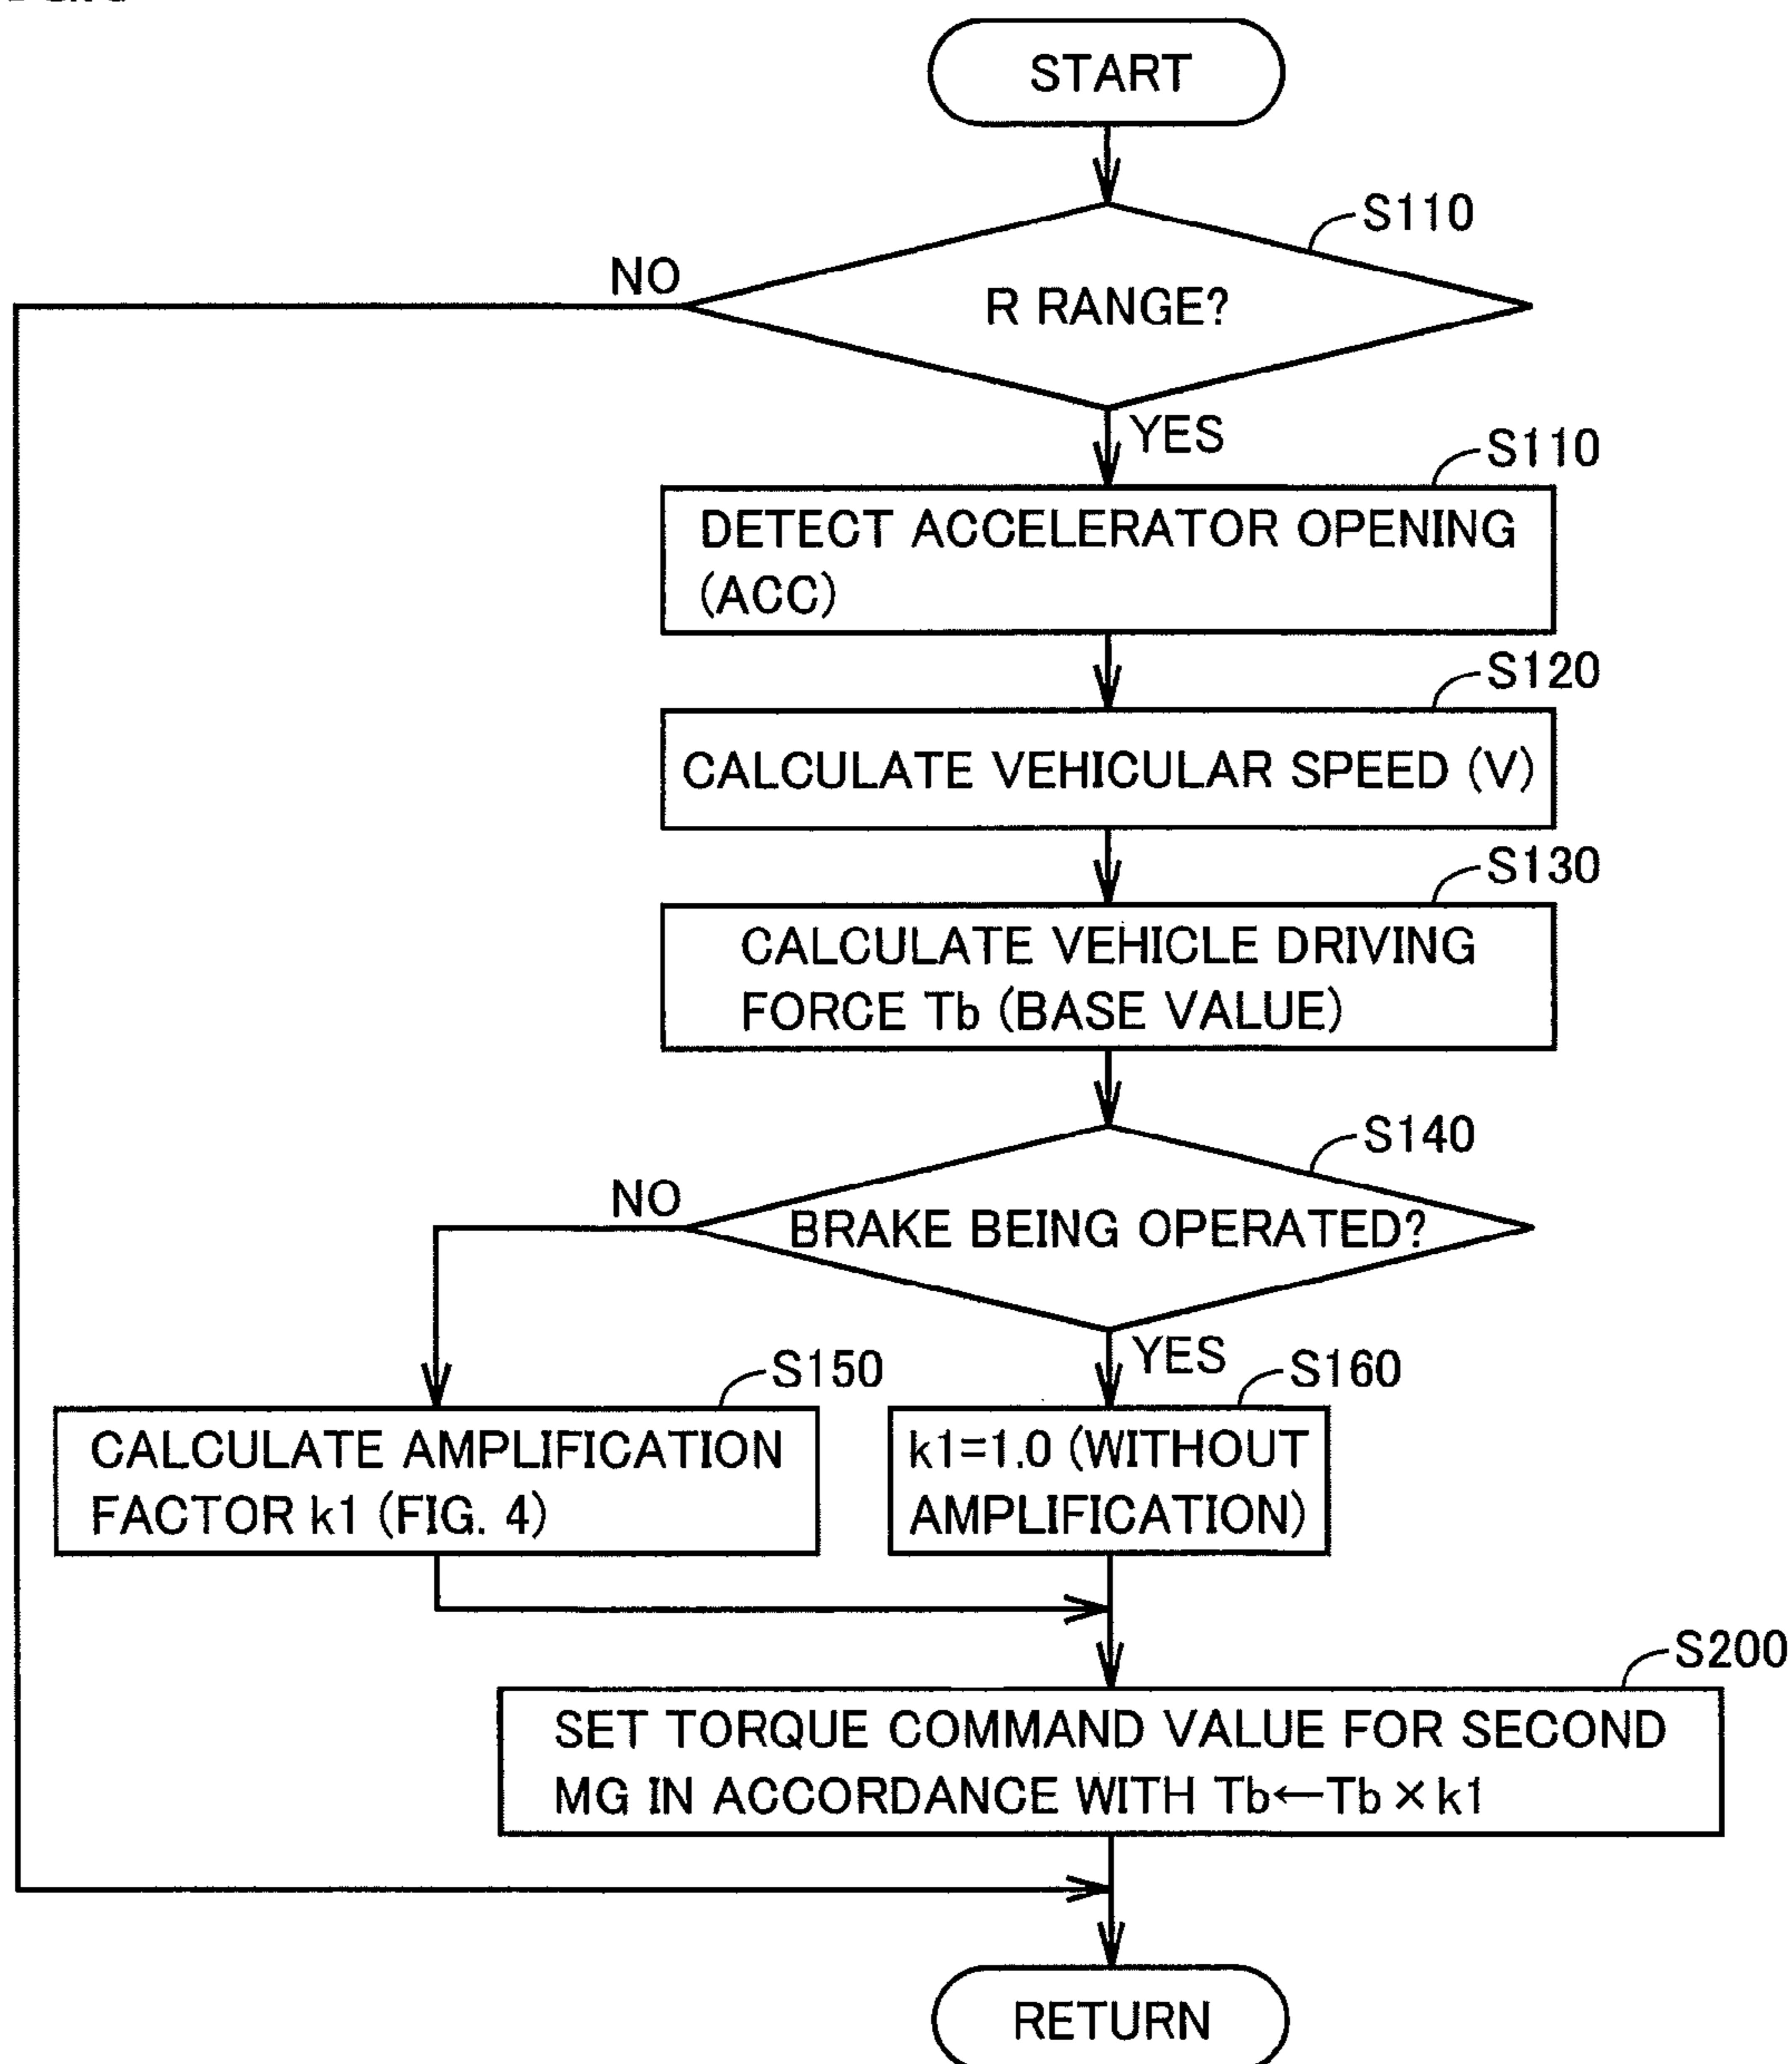 START
S110
NO
R RANGE?
YES
S110
DETECT ACCELERATOR OPENING
(ACC)
S120
CALCULATE VEHICULAR SPEED (V)
S130
CALCULATE VEHICLE DRIVING
FORCE Tb (BASE VALUE)
S140
NO
BRAKE BEING OPERATED?
YES
S150
S160
CALCULATE AMPLIFICATION
FACTOR k1 (FIG. 4)
k1=1.0 (WITHOUT
AMPLIFICATION)
S200
SET TORQUE COMMAND VALUE FOR SECOND
MG IN ACCORDANCE WITH Tb←Tb×k1
RETURN